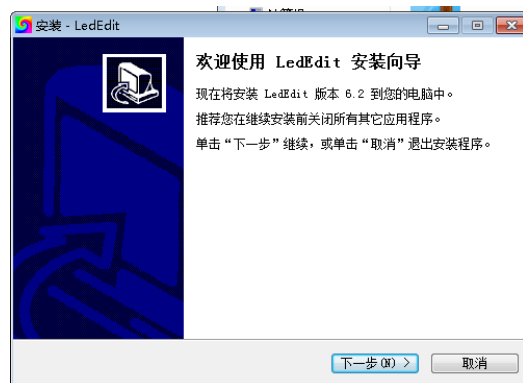 安装 - LedEdit
欢迎使用 LedEdit 安装向导
现在将安装 LedEdit 版本 6.2 到您的电脑中。
推荐您在继续安装前关闭所有其它应用程序。
单击“下一步”继续，或单击“取消”退出安装程序。
下一步(N) >
取消